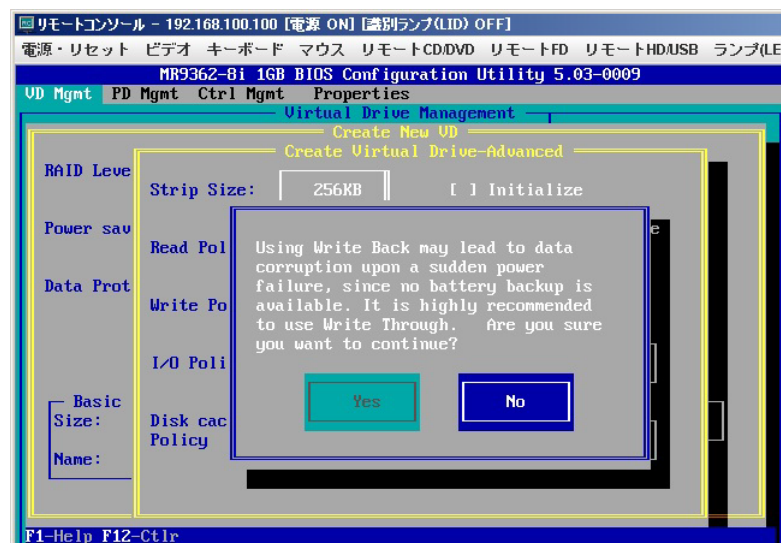 リモートコンソール - 192.168.100.100 [電源 ON] [識別ランプ(LID) OFF]
電源・リセット ビデオ キーボード マウス リモートCD/DVD リモートFD リモートHD/USB ランプ(LE
MR9362-8i 1GB BIOS Configuration Utility 5.03-0009
VD Mgmt PD Mgmt Ctrl Mgmt Properties
Virtual Drive Management
Create New VD
Create Virtual Drive-Advanced
RAID Leve
Strip Size: 256KB [ ] Initialize
Power sav
e
Read Pol
Using Write Back may lead to data
corruption upon a sudden power
failure, since no battery backup is
available. It is highly recommended
to use Write Through. Are you sure
you want to continue?
Data Prot
Write Po
I/O Poli
Yes No
Basic
Size:
Disk cac
Policy
Name:
F1-Help F12-Ctlr